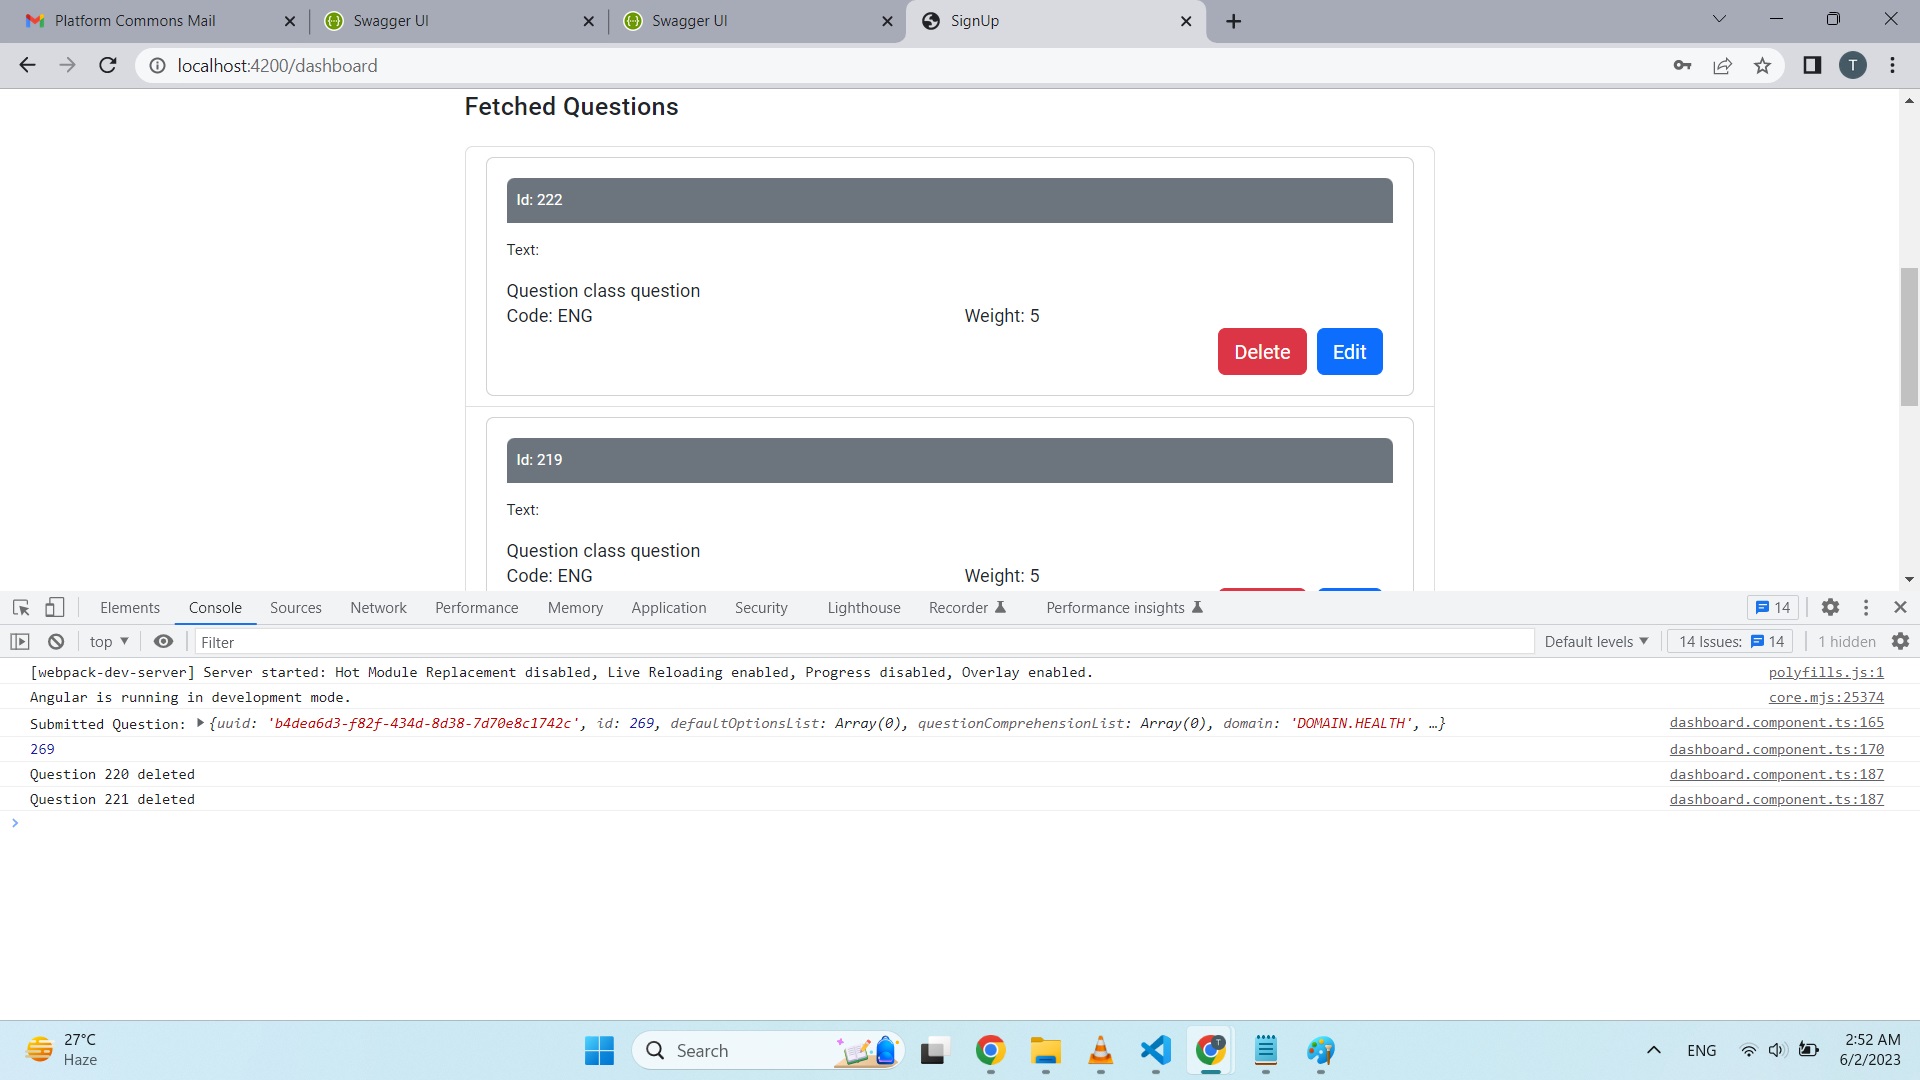 Platform Commons Mail
Swagger UI
Swagger UI
SignUp
localhost:4200/dashboard
T
Fetched Questions
Id: 222
Text:
Question class question
Code: ENG Weight: 5
Delete Edit
Id: 219
Text:
Question class question
Code: ENG Weight: 5
Elements Console Sources Network Performance Memory Application Security Lighthouse Recorder Performance insights 14
top Filter Default levels 14 Issues: 14 1 hidden
[webpack-dev-server] Server started: Hot Module Replacement disabled, Live Reloading enabled, Progress disabled, Overlay enabled. polyfills.js:1
Angular is running in development mode. core.mjs:25374
Submitted Question: {uuid: 'b4dea6d3-f82f-434d-8d38-7d70e8c1742c', id: 269, defaultOptionsList: Array(0), questionComprehensionList: Array(0), domain: 'DOMAIN.HEALTH', …} dashboard.component.ts:165
269 dashboard.component.ts:170
Question 220 deleted dashboard.component.ts:187
Question 221 deleted dashboard.component.ts:187
27°C
Haze
Search
ENG
2:52 AM
6/2/2023